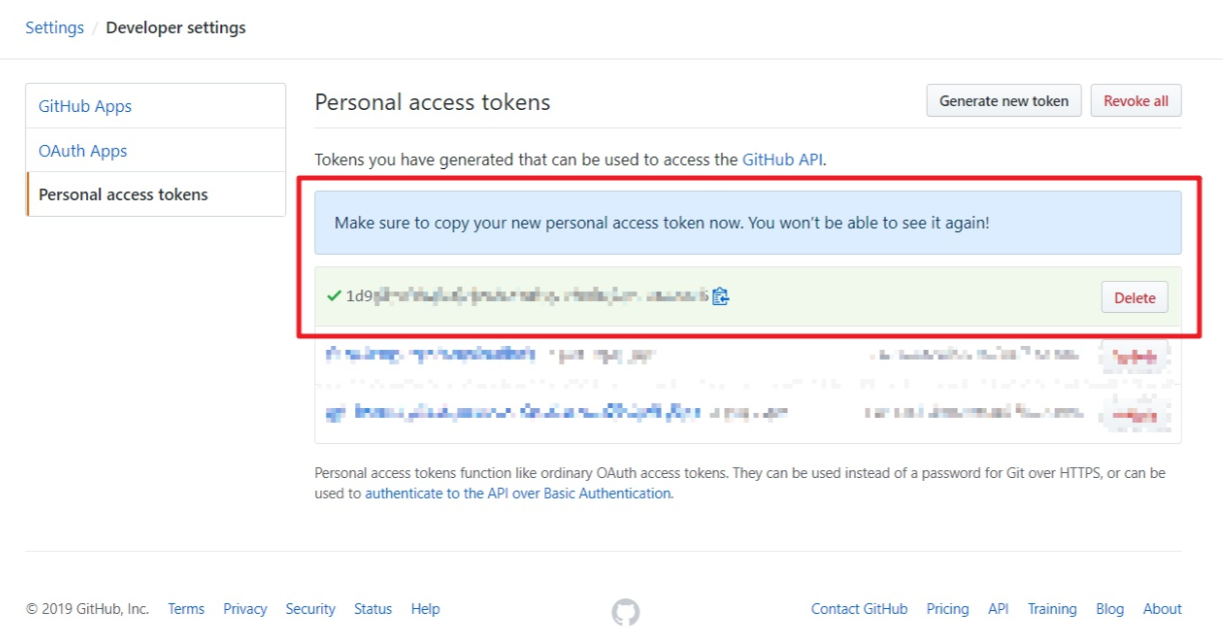 Settings / Developer settings
GitHub Apps
OAuth Apps
Personal access tokens
Personal access tokens
Generate new token
Revoke all
Tokens you have generated that can be used to access the GitHub API.
Make sure to copy your new personal access token now. You won't be able to see it again!
1d9
Delete
Personal access tokens function like ordinary OAuth access tokens. They can be used instead of a password for Git over HTTPS, or can be
used to authenticate to the API over Basic Authentication.
© 2019 GitHub, Inc. Terms Privacy Security Status Help
Contact GitHub Pricing API Training Blog About